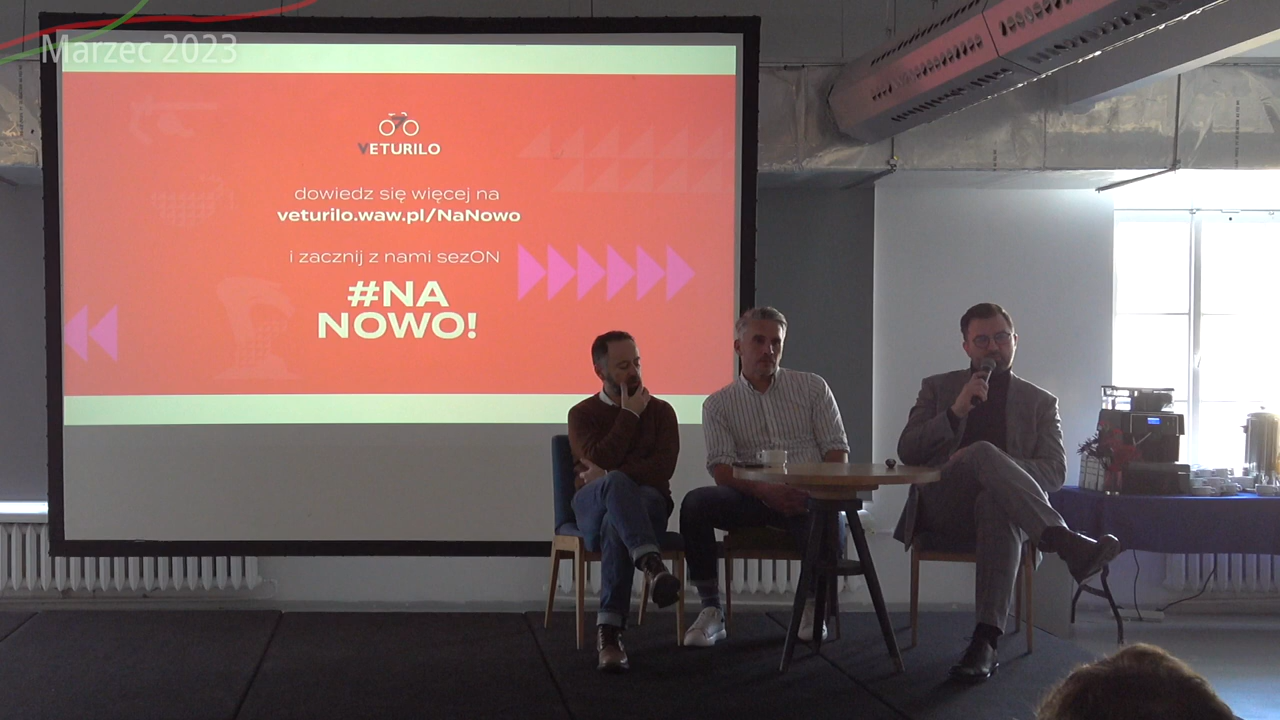 Marzec 2023
VETURILO
dowiedz się więcej na
veturilo.waw.pl/NaNowo
i zacznij z nami sezON
#NA
NOWO!